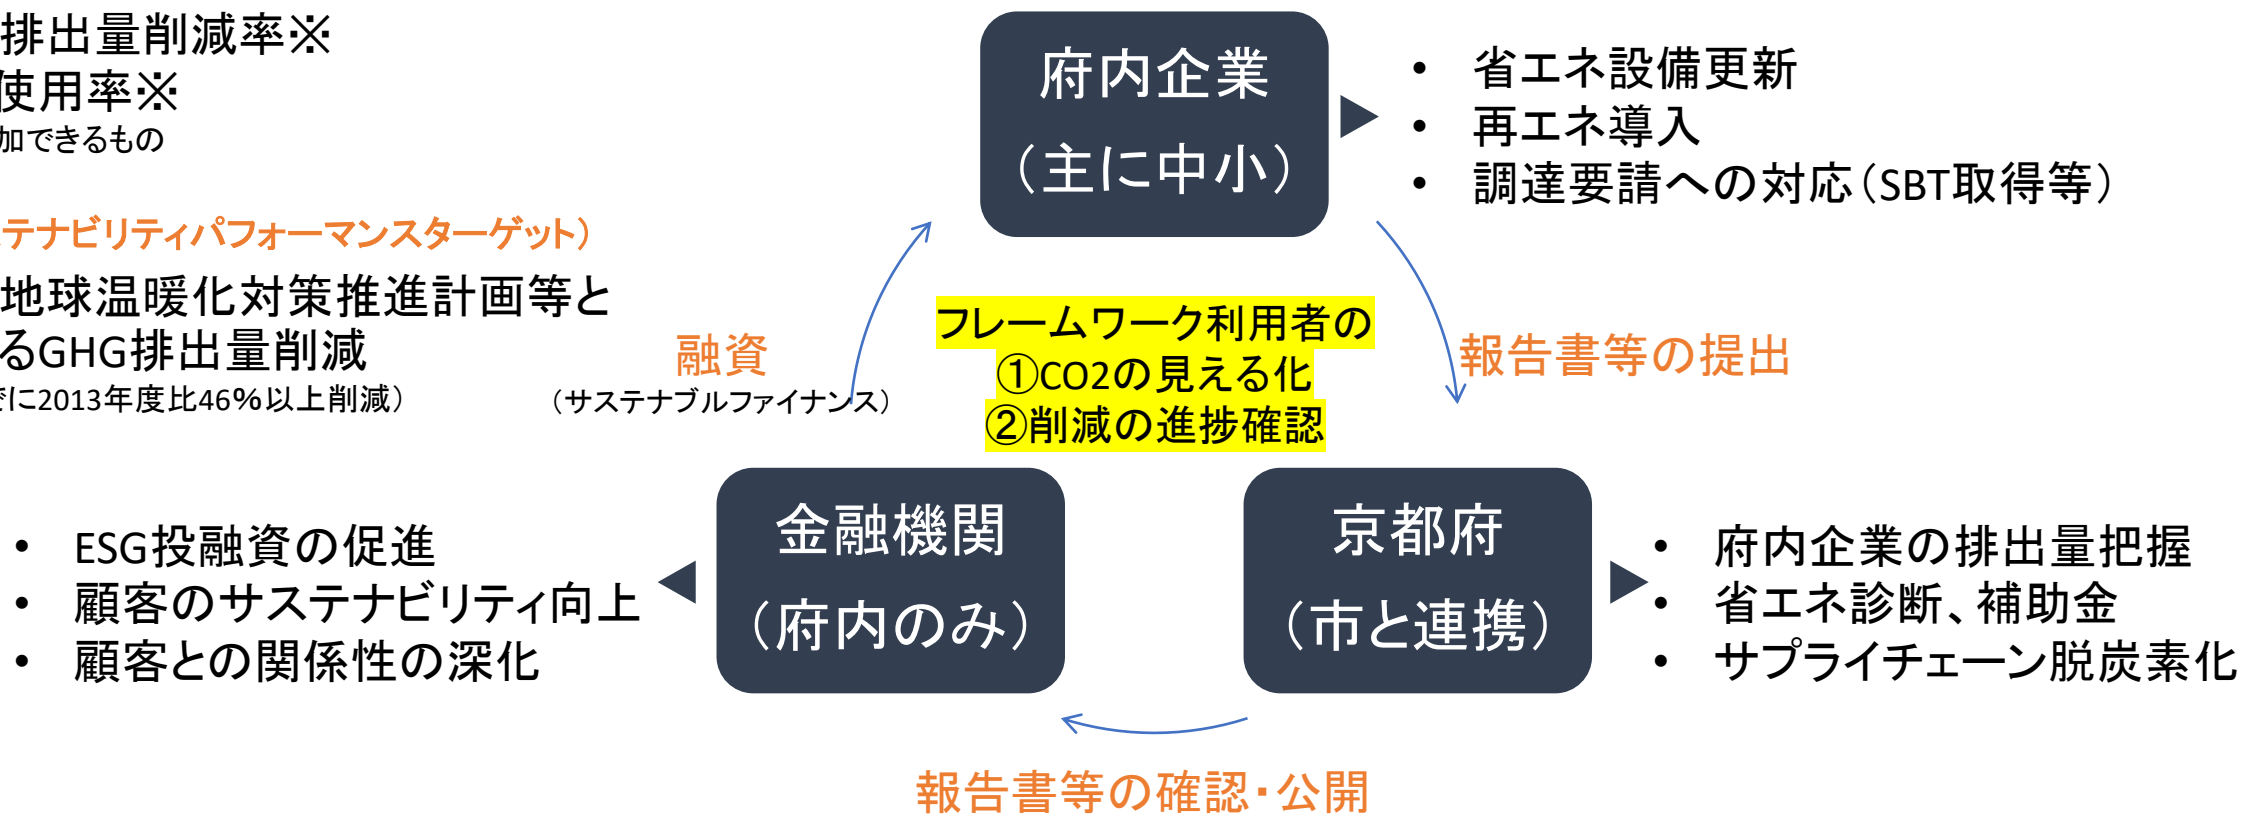 排出量削減率※
使用率※
加できるもの
テナビリティパフォーマンスターゲット）
地球温暖化対策推進計画等と
るGHG排出量削減
に2013年度比46%以上削減）
府内企業
（主に中小）
• 省エネ設備更新
• 再エネ導入
• 調達要請への対応（SBT取得等）
融資
（サステナブルファイナンス）
フレームワーク利用者の
①CO2の見える化
②削減の進捗確認
報告書等の提出
• ESG投融資の促進
• 顧客のサステナビリティ向上
• 顧客との関係性の深化
金融機関
（府内のみ）
京都府
（市と連携）
• 府内企業の排出量把握
• 省エネ診断、補助金
• サプライチェーン脱炭素化
報告書等の確認・公開